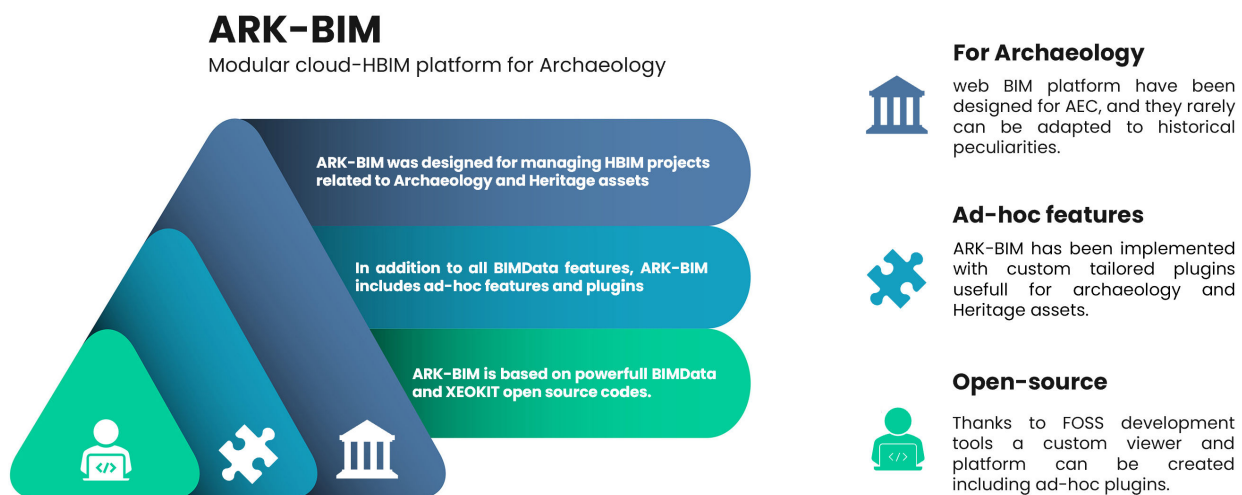 ARK-BIM
Modular cloud-HBIM platform for Archaeology
ARK-BIM was designed for managing HBIM projects
related to Archaeology and Heritage assets
In addition to all BIMData features, ARK-BIM
includes ad-hoc features and plugins
ARK-BIM is based on powerfull BIMData
and XEOKIT open source codes.
For Archaeology
web BIM platform have been
designed for AEC, and they rarely
can be adapted to historical
peculiarities.
Ad-hoc features
ARK-BIM has been implemented
with custom tailored plugins
usefull for archaeology and
Heritage assets.
Open-source
Thanks to FOSS development
tools a custom viewer and
platform can be created
including ad-hoc plugins.